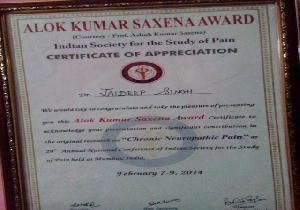 ALOK KUMAR SAXENA AWARD
(Courtesy - Prof. Ashok Kumar Saxena)
Indian Society for the Study of Pain
CERTIFICATE OF APPRECIATION
Dr. JAIDEEP SINGH
We would like to congratulate and take the pleasure of presenting
you this Alok Kumar Saxena Award Certificate to
acknowledge your presentation and significant contribution in
the original research on "Chronic Neuropathic Pain" at
29th Annual National Conference of Indian Society for the Study
of Pain held at Mumbai, India.
February 7-9, 2014